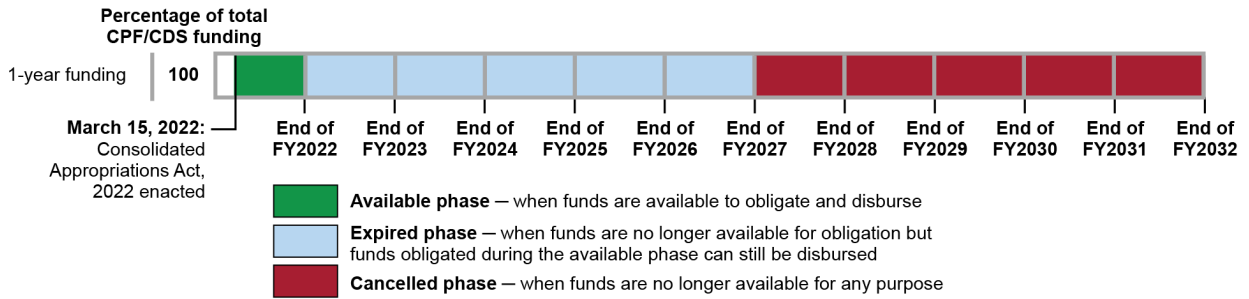 Percentage of total
CPF/CDS funding
1-year funding 100
March 15, 2022:
Consolidated
Appropriations Act,
2022 enacted
End of
FY2022
End of
FY2023
End of
FY2024
End of
FY2025
End of
FY2026
End of
FY2027
End of
FY2028
End of
FY2029
End of
FY2030
End of
FY2031
End of
FY2032
Available phase — when funds are available to obligate and disburse
Expired phase — when funds are no longer available for obligation but
funds obligated during the available phase can still be disbursed
Cancelled phase — when funds are no longer available for any purpose